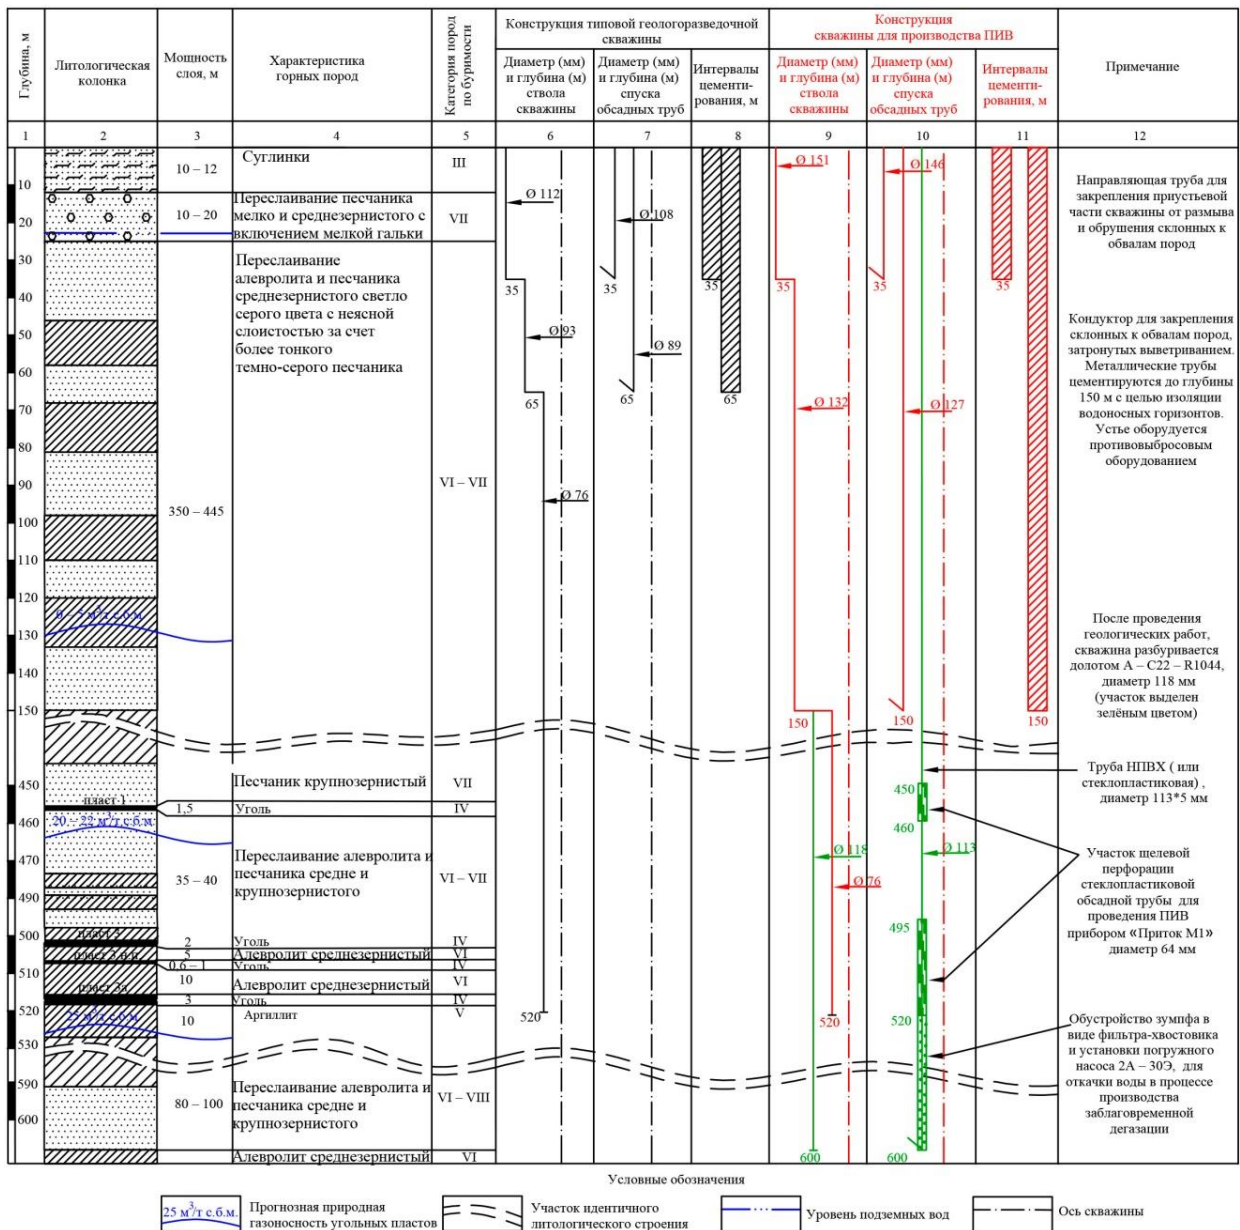 Глубина, м
Литологическая
колонка
Мощность
слоя, м
Характеристика
горных пород
Категория пород
по буримости
Конструкция типовой геологоразведочной
скважины
Диаметр (мм)
и глубина (м)
ствола
скважины
Диаметр (мм)
и глубина (м)
спуска
обсадных труб
Интервалы
цементи-
рования, м
Конструкция
скважины для производства ПИВ
Диаметр (мм)
и глубина (м)
ствола
скважины
Диаметр (мм)
и глубина (м)
спуска
обсадных труб
Интервалы
цементи-
рования, м
Примечание
1 2 3 4 5 6 7 8 9 10 11 12
10
20
30
40
50
60
70
80
90
100
110
120
130
140
150
450
460
470
490
500
510
520
530
590
600
0 – 5 м³/т с.б.м.
пласт 1
20 – 22 м³/т с.б.м.
пласт 3
пласт 3 н.п.
пласт 3а
25 м³/т с.б.м.
10 – 12
10 – 20
350 – 445
1,5
35 – 40
2
5
0,6 – 1
10
3
10
80 – 100
Суглинки
Переслаивание песчаника
мелко и среднезернистого с
включением мелкой гальки
Переслаивание
алевролита и песчаника
среднезернистого светло
серого цвета с неясной
слоистостью за счет
более тонкого
темно-серого песчаника
Песчаник крупнозернистый
Уголь
Переслаивание алевролита и
песчаника средне и
крупнозернистого
Уголь
Алевролит среднезернистый
Уголь
Алевролит среднезернистый
Уголь
Аргиллит
Переслаивание алевролита и
песчаника средне и
крупнозернистого
Алевролит среднезернистый
III
VII
VI – VII
VII
IV
VI – VII
IV
VI
IV
VI
IV
V
VI – VIII
VI
Ø 112
35
Ø 93
65
Ø 76
520
Ø 108
35
Ø 89
65
35
65
Ø 151
35
Ø 132
150
Ø 118
Ø 76
520
600
Ø 146
35
Ø 127
150
450
460
Ø 113
495
520
600
35
150
Направляющая труба для
закрепления приустьевой
части скважины от размыва
и обрушения склонных к
обвалам пород
Кондуктор для закрепления
склонных к обвалам пород,
затронутых выветриванием.
Металлические трубы
цементируются до глубины
150 м с целью изоляции
водоносных горизонтов.
Устье оборудуется
противовыбросовым
оборудованием
После проведения
геологических работ,
скважина разбуривается
долотом А – С22 – R1044,
диаметр 118 мм
(участок выделен
зелёным цветом)
Труба НПВХ ( или
стеклопластиковая) ,
диаметр 113*5 мм
Участок щелевой
перфорации
стеклопластиковой
обсадной трубы для
проведения ПИВ
прибором «Приток М1»
диаметр 64 мм
Обустройство зумпфа в
виде фильтра-хвостовика
и установки погружного
насоса 2А – 30Э, для
откачки воды в процессе
производства
заблаговременной
дегазации
Условные обозначения
25 м³/т с.б.м.
Прогнозная природная
газоносность угольных пластов
Участок идентичного
литологического строения
Уровень подземных вод
Ось скважины